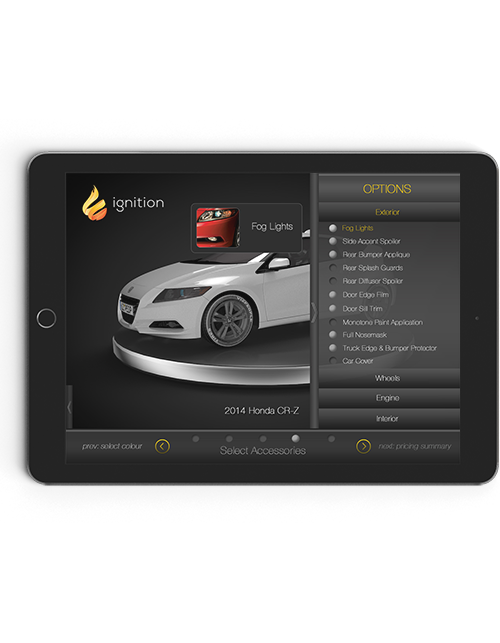 ignition
Fog Lights
2014 Honda CR-Z
OPTIONS
Exterior
Fog Lights
Side Accent Spoiler
Rear Bumper Applique
Rear Splash Guards
Rear Diffuser Spoiler
Door Edge Film
Door Sill Trim
Monotone Paint Application
Full Nosemask
Truck Edge & Bumper Protector
Car Cover
Wheels
Engine
Interior
prev: select colour
Select Accessories
next: pricing summary